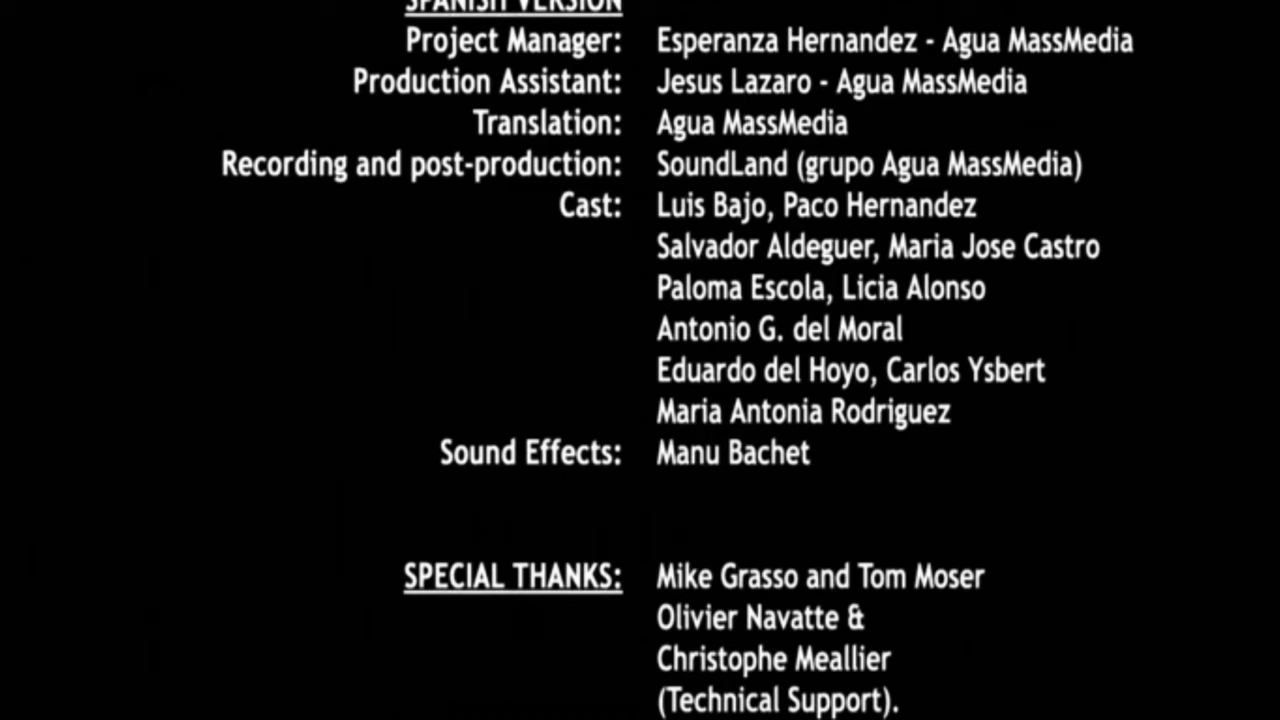 SPANISH VERSION
Project Manager: Esperanza Hernandez - Agua MassMedia
Production Assistant: Jesus Lazaro - Agua MassMedia
Translation: Agua MassMedia
Recording and post-production: SoundLand (grupo Agua MassMedia)
Cast: Luis Bajo, Paco Hernandez
Salvador Aldeguer, Maria Jose Castro
Paloma Escola, Licia Alonso
Antonio G. del Moral
Eduardo del Hoyo, Carlos Ysbert
Maria Antonia Rodriguez
Sound Effects: Manu Bachet
SPECIAL THANKS: Mike Grasso and Tom Moser
Olivier Navatte &
Christophe Meallier
(Technical Support).